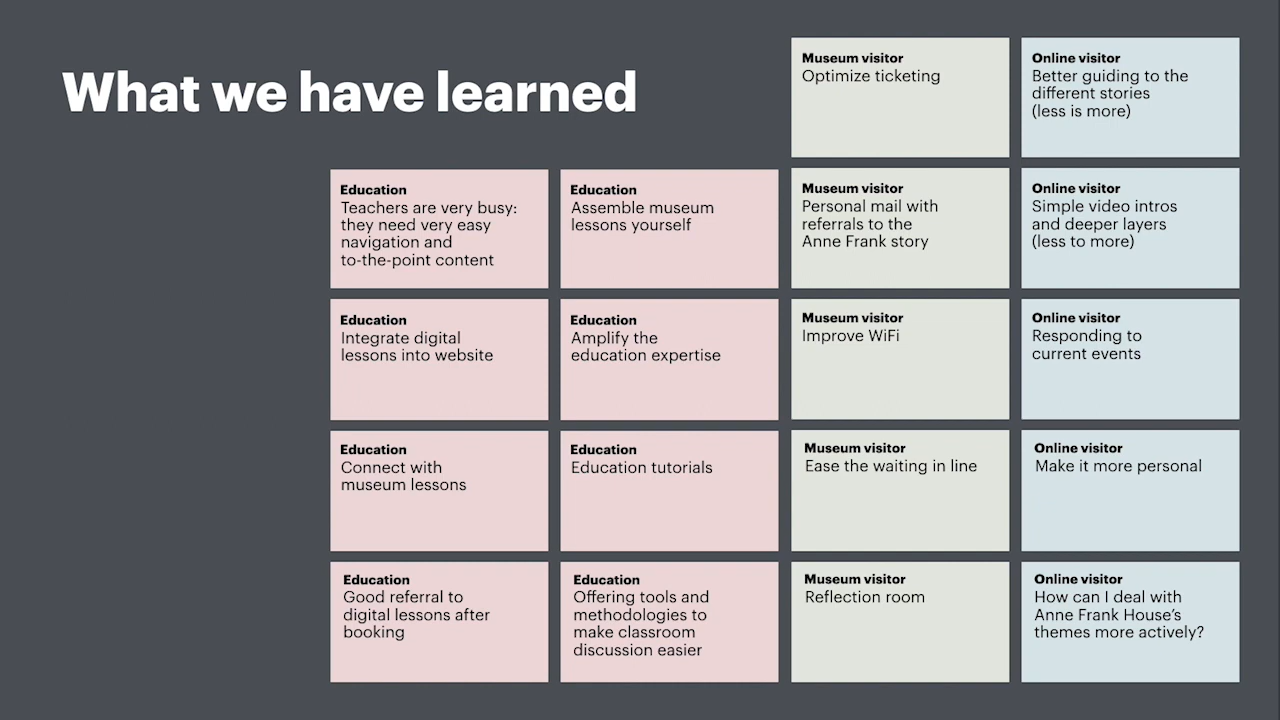 What we have learned
Museum visitor
Optimize ticketing
Online visitor
Better guiding to the
different stories
(less is more)
Education
Teachers are very busy:
they need very easy
navigation and
to-the-point content
Education
Assemble museum
lessons yourself
Museum visitor
Personal mail with
referrals to the
Anne Frank story
Online visitor
Simple video intros
and deeper layers
(less to more)
Education
Integrate digital
lessons into website
Education
Amplify the
education expertise
Museum visitor
Improve WiFi
Online visitor
Responding to
current events
Education
Connect with
museum lessons
Education
Education tutorials
Museum visitor
Ease the waiting in line
Online visitor
Make it more personal
Education
Good referral to
digital lessons after
booking
Education
Offering tools and
methodologies to
make classroom
discussion easier
Museum visitor
Reflection room
Online visitor
How can I deal with
Anne Frank House's
themes more actively?